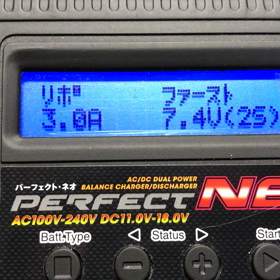 リポ ファースト
3.0A 7.4V(2S)
AC/DC DUAL POWER
パーフェクト・ネオ BALANCE CHARGER/DISCHARGER
PERFECT NE
AC100V-240V DC11.0V-18.0V
Batt.Type ◁ Status ▷ Start